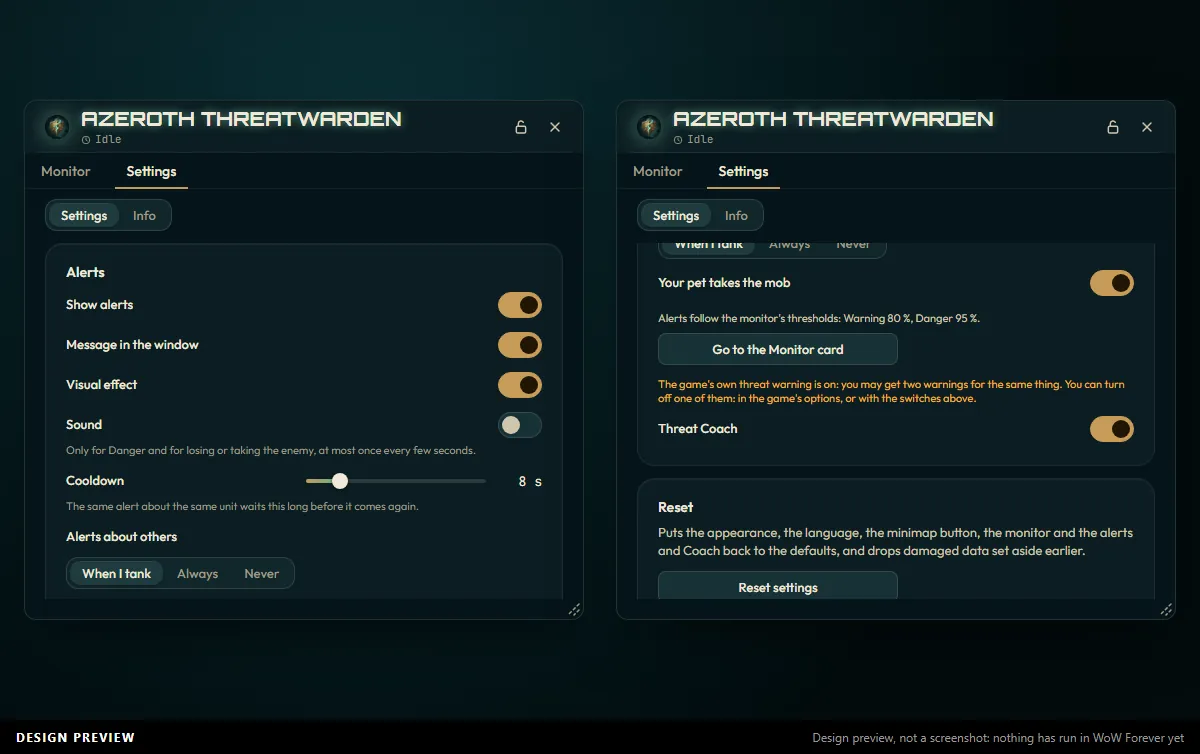 AZEROTH THREATWARDEN
Idle
Monitor
Settings
Settings
Info
Alerts
Show alerts
Message in the window
Visual effect
Sound
Only for Danger and for losing or taking the enemy, at most once every few seconds.
Cooldown
8 s
The same alert about the same unit waits this long before it comes again.
Alerts about others
When I tank
Always
Never
AZEROTH THREATWARDEN
Idle
Monitor
Settings
Settings
Info
When I tank
Always
Never
Your pet takes the mob
Alerts follow the monitor's thresholds: Warning 80 %, Danger 95 %.
Go to the Monitor card
The game's own threat warning is on: you may get two warnings for the same thing. You can turn
off one of them: in the game's options, or with the switches above.
Threat Coach
Reset
Puts the appearance, the language, the minimap button, the monitor and the alerts
and Coach back to the defaults, and drops damaged data set aside earlier.
Reset settings
DESIGN PREVIEW
Design preview, not a screenshot: nothing has run in WoW Forever yet